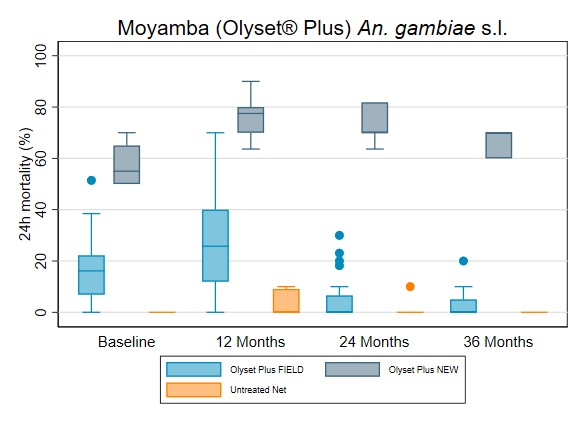 Moyamba (Olyset® Plus) An. gambiae s.l.
24h mortality (%)
100
80
60
40
20
0
Baseline 12 Months 24 Months 36 Months
Olyset Plus FIELD Olyset Plus NEW
Untreated Net